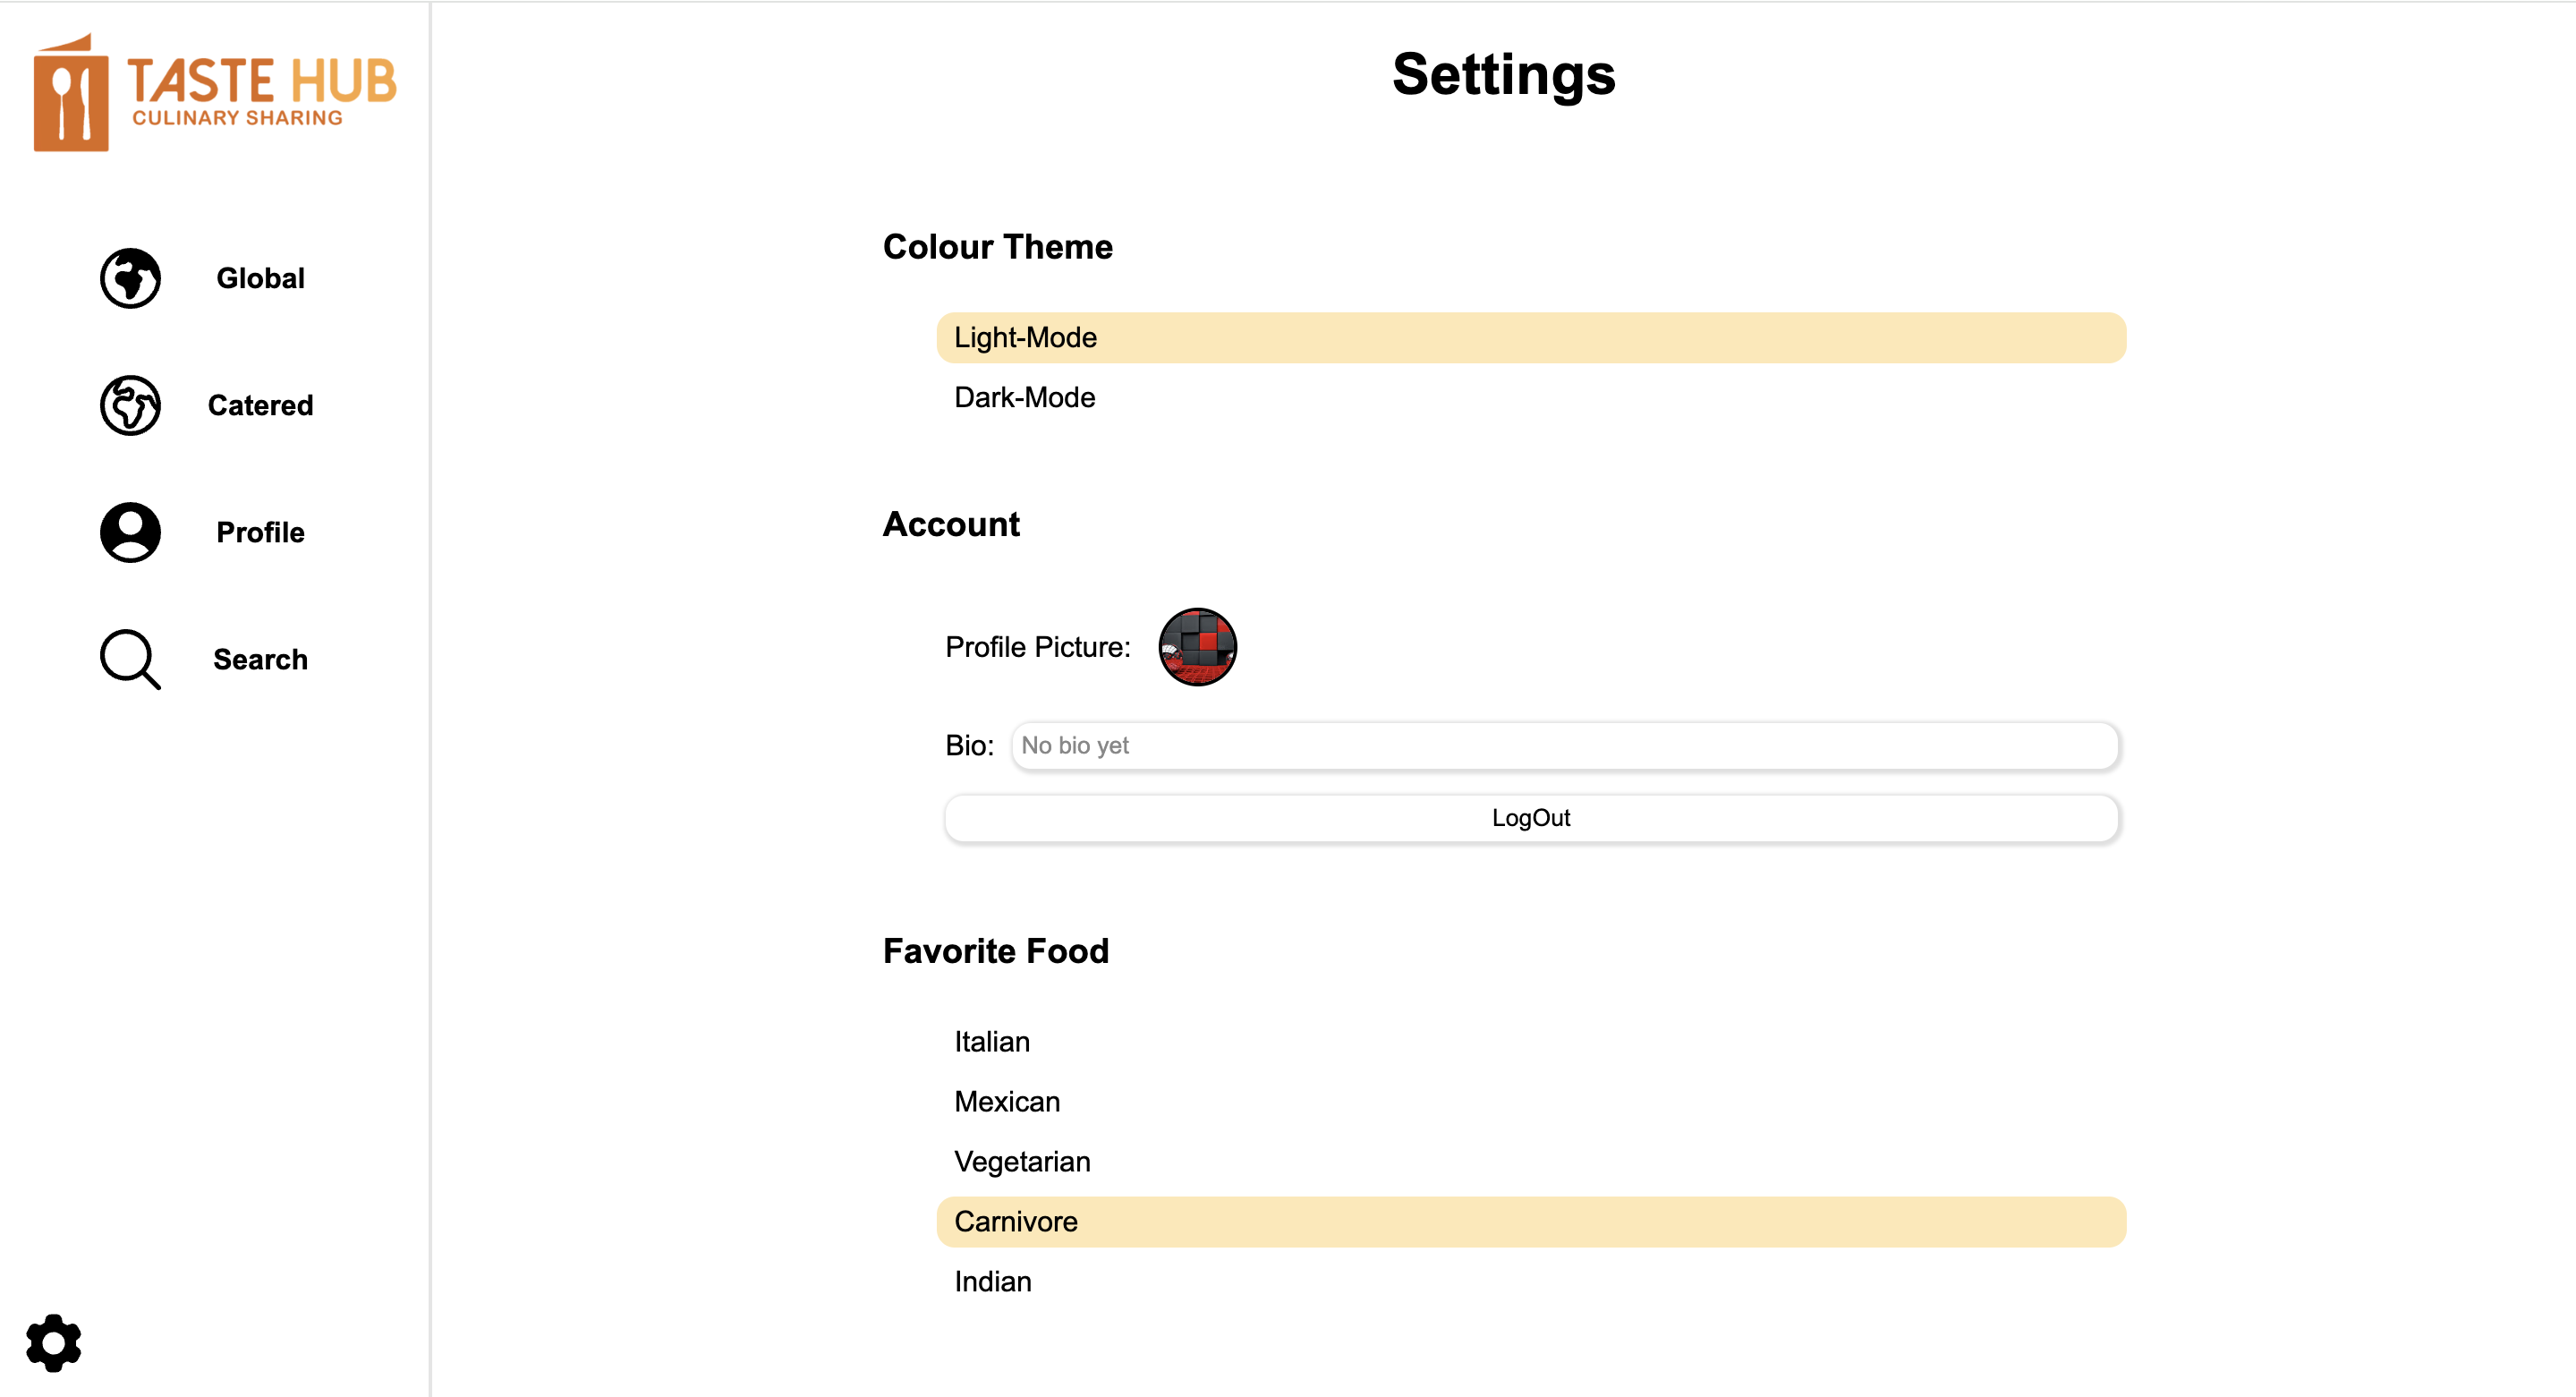 TASTE HUB
CULINARY SHARING
Global
Catered
Profile
Search
Settings
Colour Theme
Light-Mode
Dark-Mode
Account
Profile Picture:
Bio: No bio yet
LogOut
Favorite Food
Italian
Mexican
Vegetarian
Carnivore
Indian